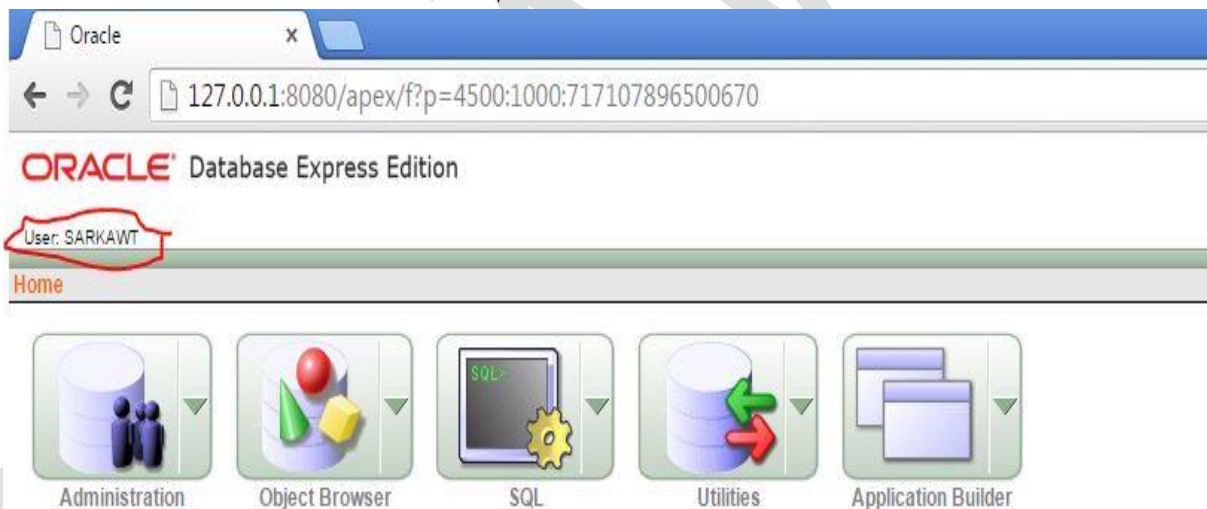 Oracle x
127.0.0.1:8080/apex/f?p=4500:1000:717107896500670
ORACLE Database Express Edition
User: SARKAWT
Home
SQL>
Administration Object Browser SQL Utilities Application Builder